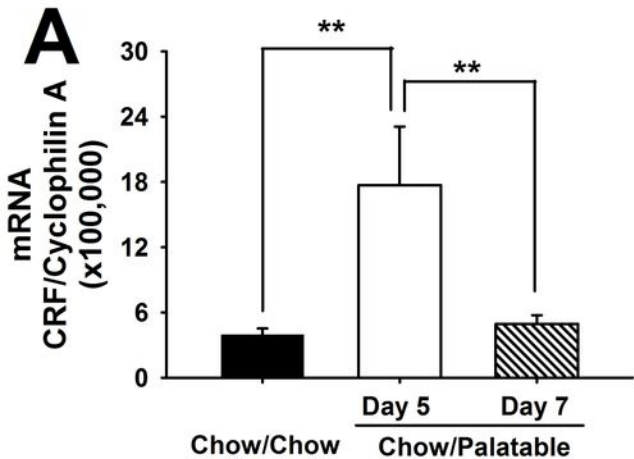 A
mRNA
CRF/Cyclophilin A
(x100,000)
30
24
18
12
6
0
**
**
Day 5 Day 7
Chow/Chow Chow/Palatable